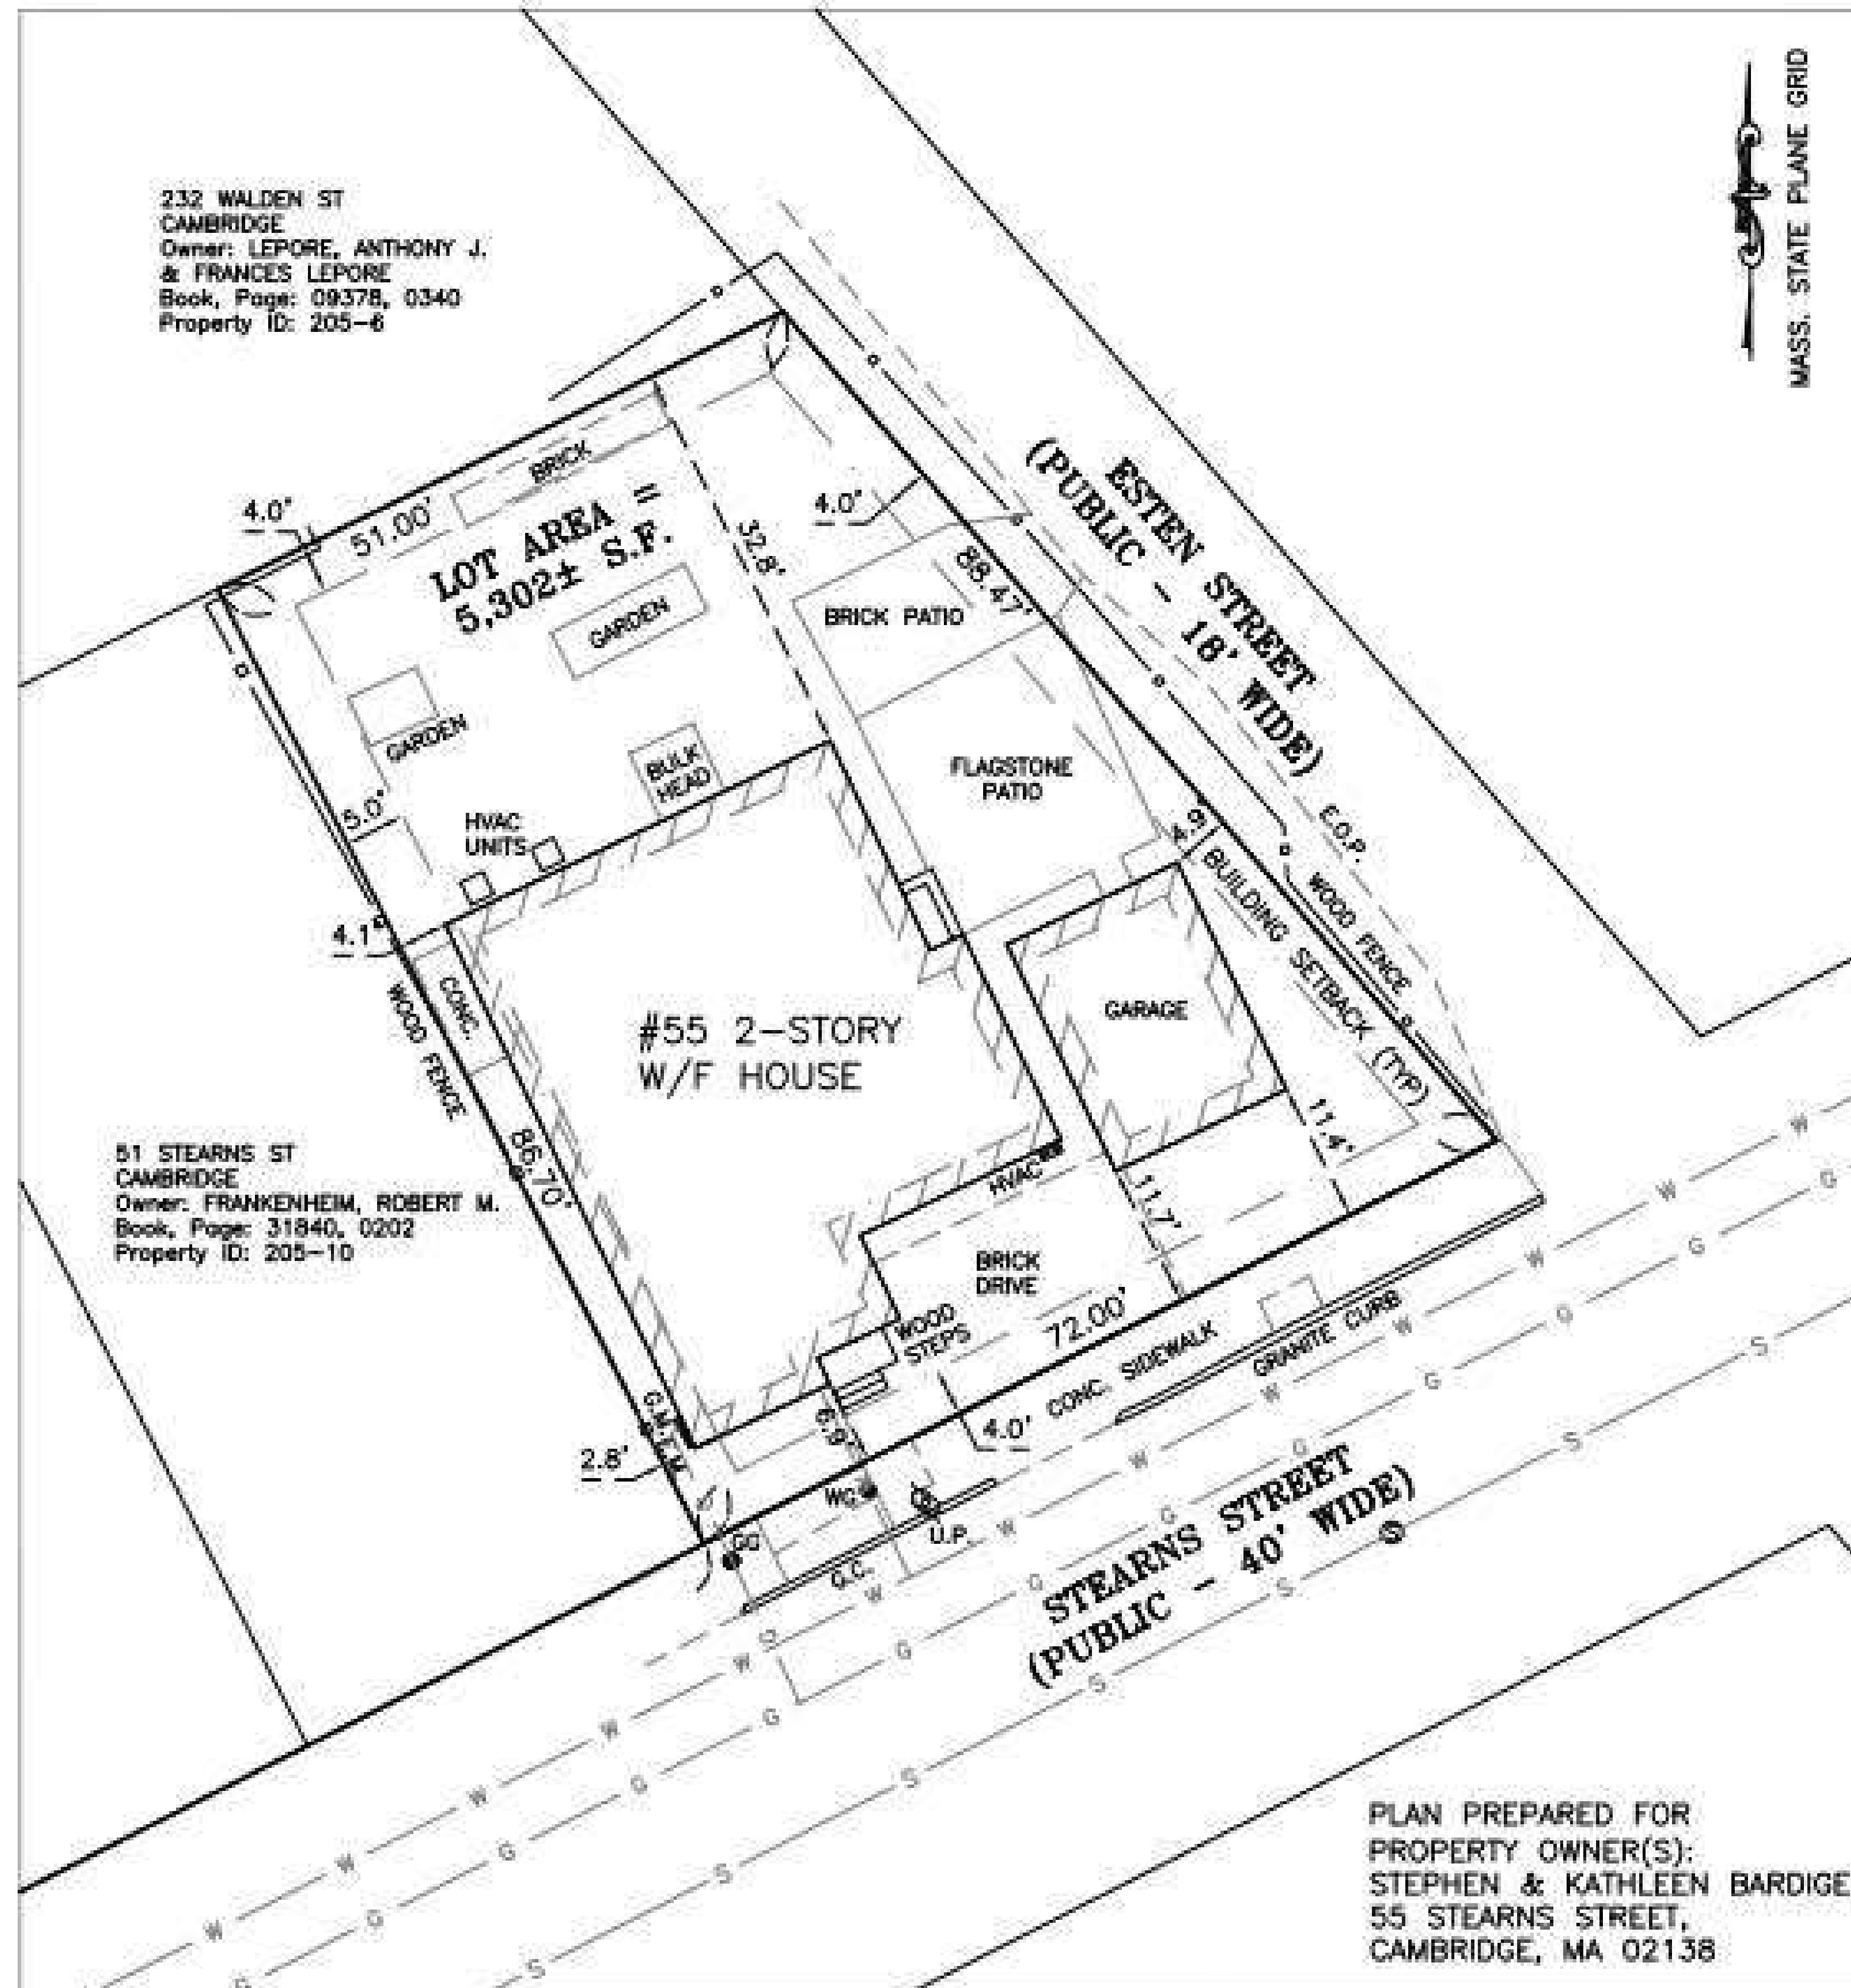 MASS. STATE PLANE GRID
232 WALDEN ST
CAMBRIDGE
Owner: LEPORE, ANTHONY J.
& FRANCES LEPORE
Book, Page: 09378, 0340
Property ID: 205-6
4.0'
51.00'
BRICK
LOT AREA =
5,302± S.F.
GARDEN
GARDEN
32.8'
4.0'
88.47'
BRICK PATIO
ESTEN STREET
(PUBLIC - 18' WIDE)
E.O.P.
FLAGSTONE
PATIO
BULK
HEAD
5.0'
HVAC
UNITS
4.1'
CONC.
WOOD FENCE
4.9'
BUILDING SETBACK (TYP)
WOOD FENCE
GARAGE
#55 2-STORY
W/F HOUSE
86.70'
51 STEARNS ST
CAMBRIDGE
Owner: FRANKENHEIM, ROBERT M.
Book, Page: 31840, 0202
Property ID: 205-10
HVAC
11.4'
11.7'
BRICK
DRIVE
WOOD
STEPS
72.00'
CONC. SIDEWALK
GRANITE CURB
G.M.
E.M.
2.8'
6.9'
4.0'
WG
GG
G.C.
U.P.
STEARNS STREET
(PUBLIC - 40' WIDE)
S
W W W W W W W W W W W W
G G G G G G G G G G
S S S S S S S
PLAN PREPARED FOR
PROPERTY OWNER(S):
STEPHEN & KATHLEEN BARDIGE
55 STEARNS STREET,
CAMBRIDGE, MA 02138